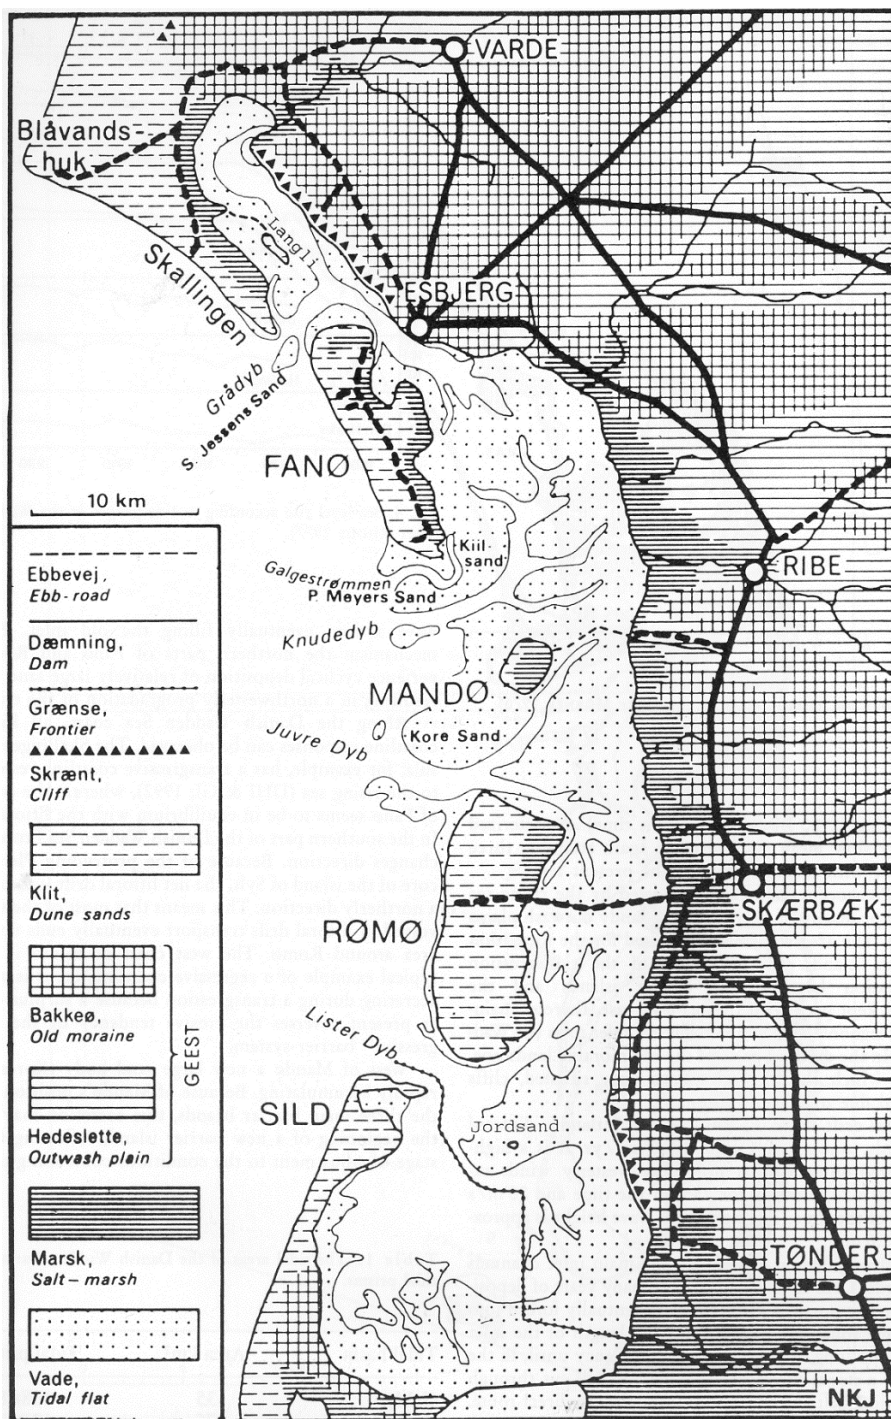 VARDE
Blåvands-
huk
Langli
Skallingen
ESBJERG
Grådyb
S. Jessens Sand
FANØ
10 km
Kiil-
sand
Galgestrømmen
P. Meyers Sand
RIBE
Knudedyb
MANDØ
Juvre Dyb
Kore Sand
SKÆRBÆK
RØMØ
Lister Dyb
SILD
Jordsand
TØNDER
NKJ
Ebbevej,
Ebb-road
Dæmning,
Dam
Grænse,
Frontier
Skrænt,
Cliff
Klit,
Dune sands
Bakkeø,
Old moraine
GEEST
Hedeslette,
Outwash plain
Marsk,
Salt-marsh
Vade,
Tidal flat